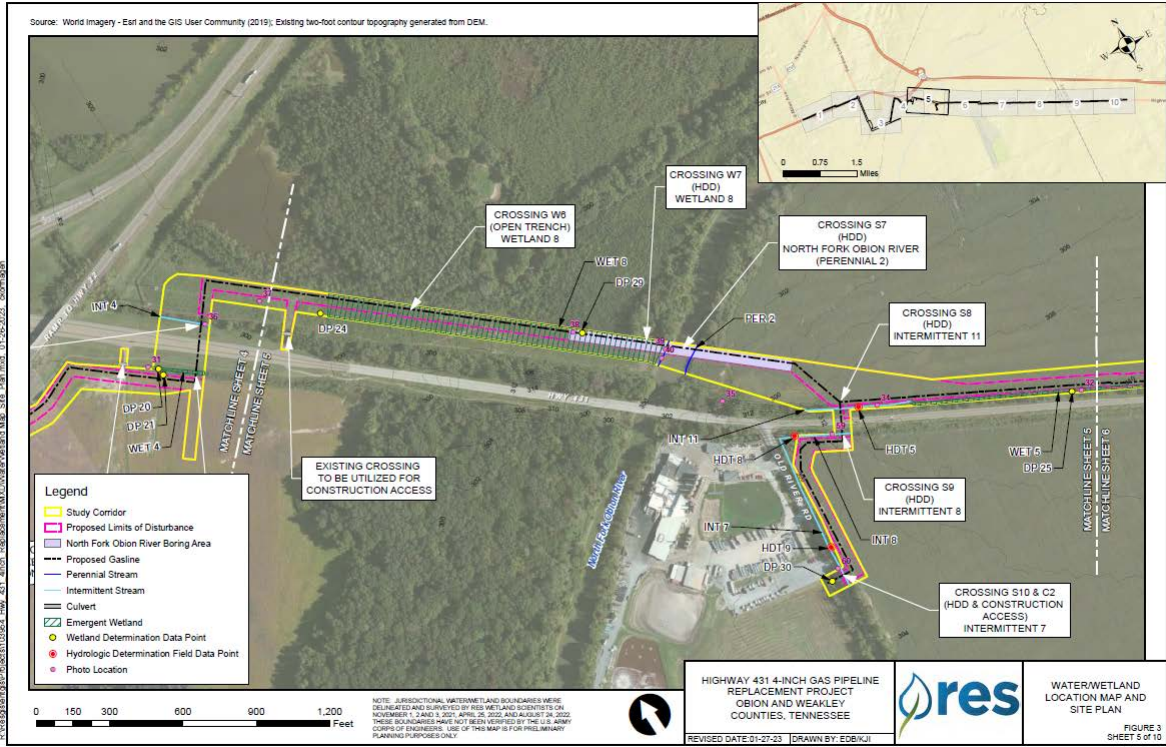 Source: World Imagery - Esri and the GIS User Community (2019); Existing two-foot contour topography generated from DEM.
N
W
E
S
1
2
3
4
5
6
7
8
9
10
0 0.75 1.5
Miles
CROSSING W7
(HDD)
WETLAND 8
CROSSING W6
(OPEN TRENCH)
WETLAND 8
CROSSING S7
(HDD)
NORTH FORK OBION RIVER
(PERENNIAL 2)
WET 8
DP 29
PER 2
CROSSING S8
(HDD)
INTERMITTENT 11
INT 4
36
37
DP 24
31
DP 20
DP 21
WET 4
MATCHLINE SHEET 4
MATCHLINE SHEET 5
EXISTING CROSSING
TO BE UTILIZED FOR
CONSTRUCTION ACCESS
35
34
32
INT 11
HDT 8
HDT 5
WET 5
DP 25
MATCHLINE SHEET 5
MATCHLINE SHEET 6
OLD RIVER RD
North Fork Obion River
CROSSING S9
(HDD)
INTERMITTENT 8
INT 7
INT 8
HDT 9
DP 30
CROSSING S10 & C2
(HDD & CONSTRUCTION
ACCESS)
INTERMITTENT 7
Legend
Study Corridor
Proposed Limits of Disturbance
North Fork Obion River Boring Area
Proposed Gasline
Perennial Stream
Intermittent Stream
Culvert
Emergent Wetland
Wetland Determination Data Point
Hydrologic Determination Field Data Point
Photo Location
0 150 300 600 900 1,200
Feet
NOTE: JURISDICTIONAL WATER/WETLAND BOUNDARIES WERE
DELINEATED AND SURVEYED BY RES WETLAND SCIENTISTS ON
NOVEMBER 1, 2 AND 3, 2021, APRIL 25, 2022, AND AUGUST 24, 2022.
THESE BOUNDARIES HAVE NOT BEEN VERIFIED BY THE U.S. ARMY
CORPS OF ENGINEERS. USE OF THIS MAP IS FOR PRELIMINARY
PLANNING PURPOSES ONLY.
HIGHWAY 431 4-INCH GAS PIPELINE
REPLACEMENT PROJECT
OBION AND WEAKLEY
COUNTIES, TENNESSEE
REVISED DATE:01-27-23 DRAWN BY: EDB/KJI
res
WATER/WETLAND
LOCATION MAP AND
SITE PLAN
FIGURE 3
SHEET 5 of 10